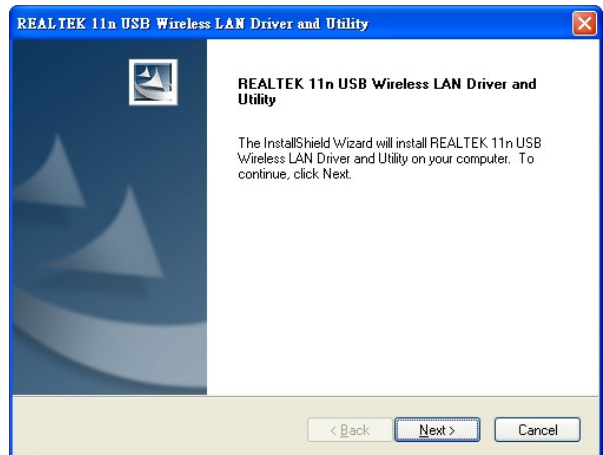 REALTEK 11n USB Wireless LAN Driver and Utility
REALTEK 11n USB Wireless LAN Driver and
Utility
The InstallShield Wizard will install REALTEK 11n USB
Wireless LAN Driver and Utility on your computer. To
continue, click Next.
< Back
Next >
Cancel